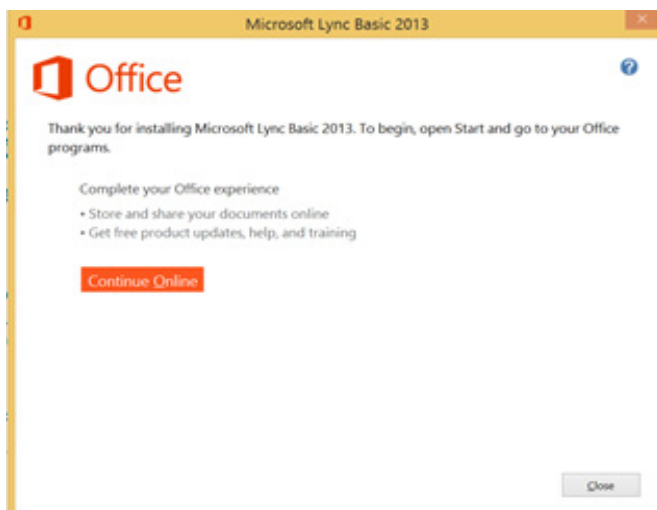 Microsoft Lync Basic 2013
Office
Thank you for installing Microsoft Lync Basic 2013. To begin, open Start and go to your Office
programs.
Complete your Office experience
• Store and share your documents online
• Get free product updates, help, and training
Continue Online
Close